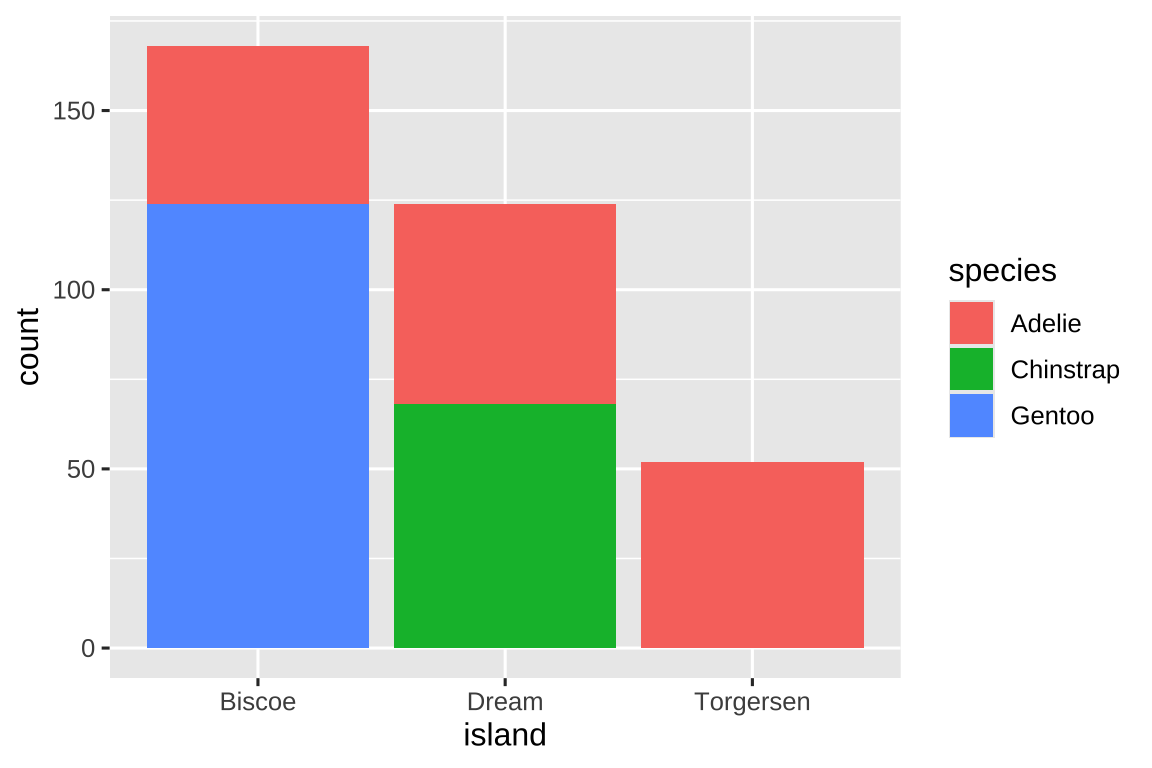 count
150
100
50
0
Biscoe
Dream
Torgersen
island
species
Adelie
Chinstrap
Gentoo